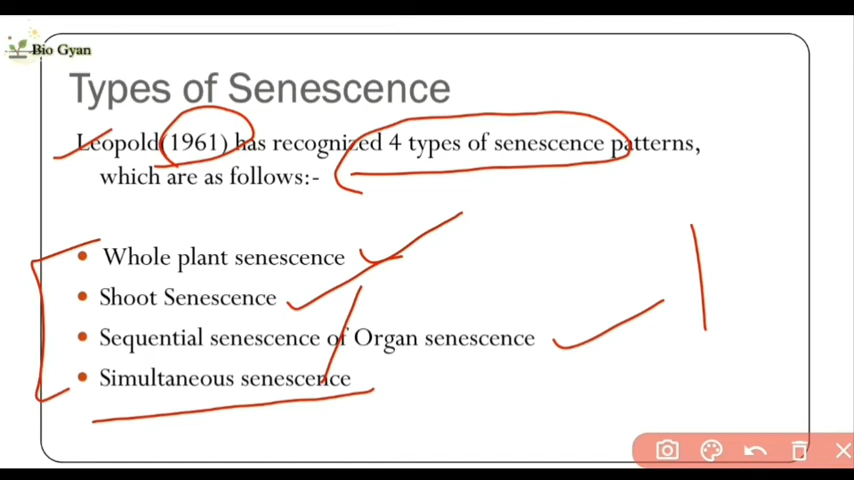 Bio Gyan
Types of Senescence
Leopold(1961) has recognized 4 types of senescence patterns,
which are as follows:-
• Whole plant senescence
• Shoot Senescence
• Sequential senescence of Organ senescence
• Simultaneous senescence